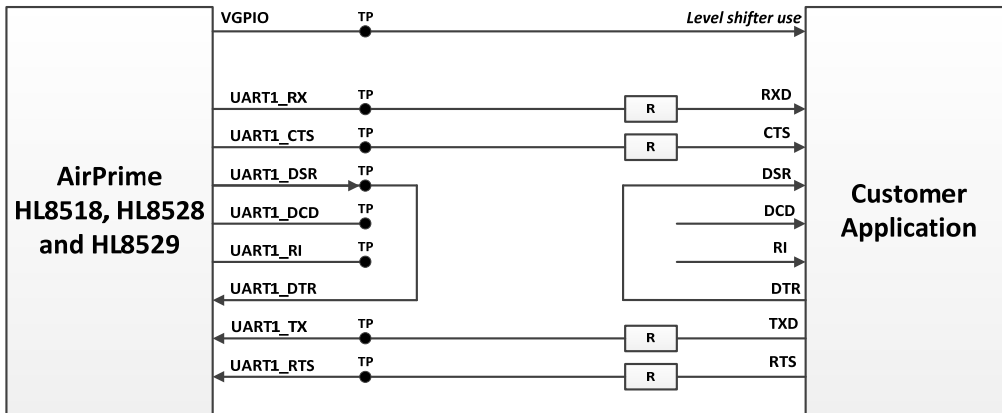 VGPIO TP Level shifter use
UART1_RX TP R RXD
UART1_CTS TP R CTS
UART1_DSR TP DSR
UART1_DCD TP DCD
UART1_RI TP RI
UART1_DTR DTR
UART1_TX TP R TXD
UART1_RTS TP R RTS
AirPrime
HL8518, HL8528
and HL8529
Customer
Application